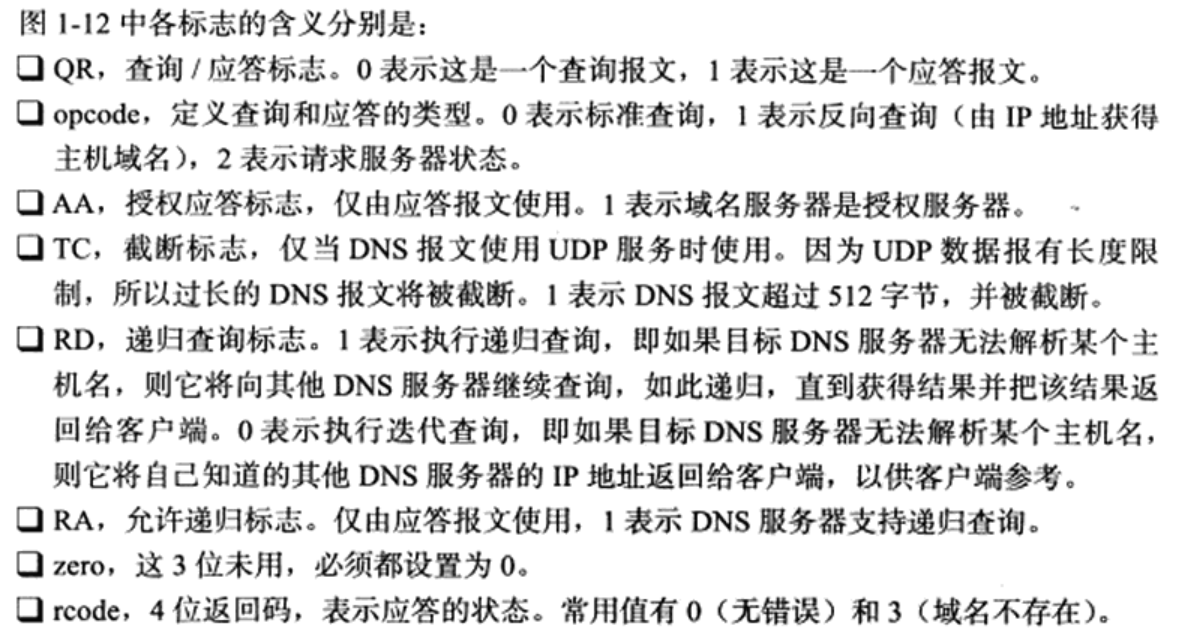 图 1-12 中各标志的含义分别是：
❑ QR，查询 / 应答标志。0 表示这是一个查询报文，1 表示这是一个应答报文。
❑ opcode，定义查询和应答的类型。0 表示标准查询，1 表示反向查询（由 IP 地址获得
主机域名），2 表示请求服务器状态。
❑ AA，授权应答标志，仅由应答报文使用。1 表示域名服务器是授权服务器。
❑ TC，截断标志，仅当 DNS 报文使用 UDP 服务时使用。因为 UDP 数据报有长度限
制，所以过长的 DNS 报文将被截断。1 表示 DNS 报文超过 512 字节，并被截断。
❑ RD，递归查询标志。1 表示执行递归查询，即如果目标 DNS 服务器无法解析某个主
机名，则它将向其他 DNS 服务器继续查询，如此递归，直到获得结果并把该结果返
回给客户端。0 表示执行迭代查询，即如果目标 DNS 服务器无法解析某个主机名，
则它将自己知道的其他 DNS 服务器的 IP 地址返回给客户端，以供客户端参考。
❑ RA，允许递归标志。仅由应答报文使用，1 表示 DNS 服务器支持递归查询。
❑ zero，这 3 位未用，必须都设置为 0。
❑ rcode，4 位返回码，表示应答的状态。常用值有 0（无错误）和 3（域名不存在）。